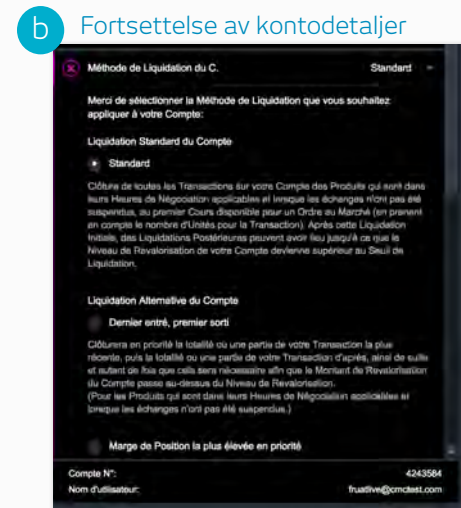 b Fortsettelse av kontodetaljer
Méthode de Liquidation du C. Standard
Merci de sélectionner la Méthode de Liquidation que vous souhaitez
appliquer à votre Compte:
Liquidation Standard du Compte
Standard
Clôture de toutes les Transactions sur votre Compte des Produits qui sont dans
leurs Heures de Négociation applicables et lorsque les échanges n'ont pas été
suspendus, au premier Cours disponible pour un Ordre au Marché (en prenant
en compte le nombre d'Unités pour la Transaction). Après cette Liquidation
Initiale, des Liquidations Postérieures peuvent avoir lieu jusqu'à ce que le
Niveau de Revalorisation de votre Compte devienne supérieur au Seuil de
Liquidation.
Liquidation Alternative du Compte
Dernier entré, premier sorti
Clôturera en priorité la totalité ou une partie de votre Transaction la plus
récente, puis la totalité ou une partie de votre Transaction d'après, ainsi de suite
et autant de fois que cela sera nécessaire afin que le Montant de Revalorisation
du Compte passe au-dessus du Niveau de Revalorisation.
(Pour les Produits qui sont dans leurs Heures de Négociation applicables et
lorsque les échanges n'ont pas été suspendus.)
Marge de Position la plus élevée en priorité
Compte N°: 4243584
Nom d'utilisateur: fruatlive@cmctest.com